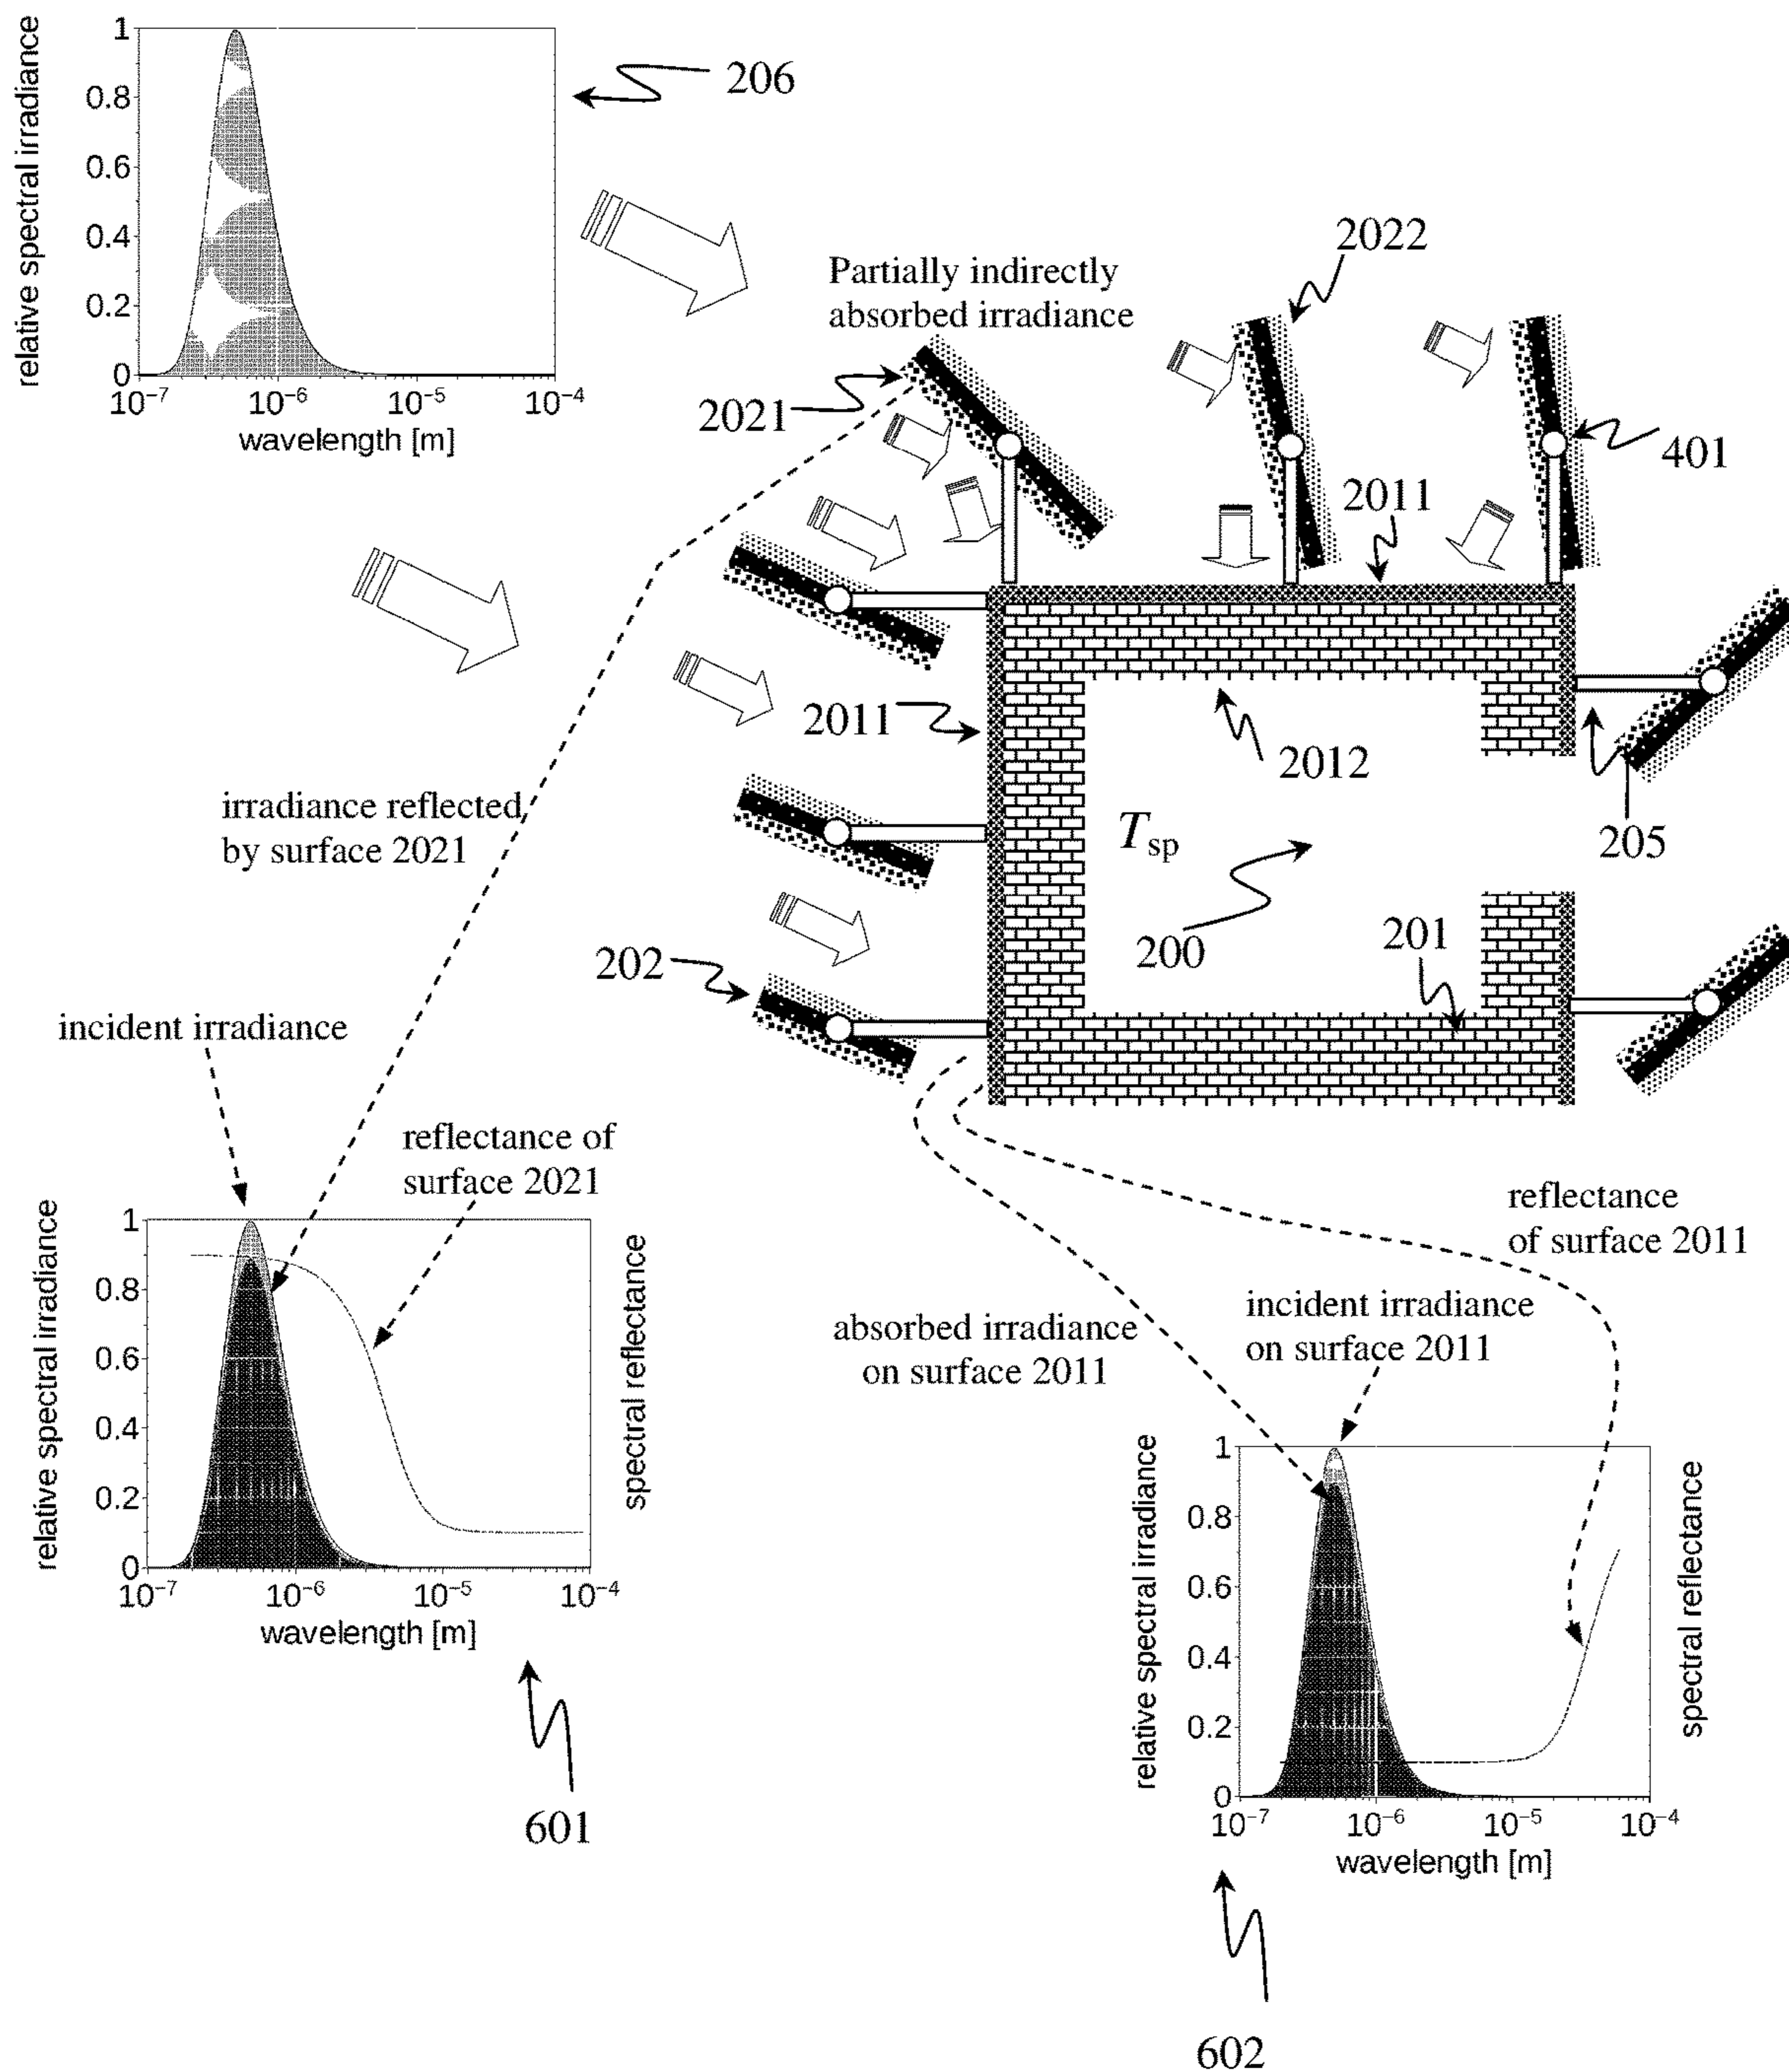 relative spectral irradiance
1
0.8
0.6
0.4
0.2
0
10⁻⁷ 10⁻⁶ 10⁻⁵ 10⁻⁴
wavelength [m]
206
2022
Partially indirectly
absorbed irradiance
2021
401
2011
2011
2012
205
irradiance reflected
by surface 2021
Tsp
200
201
202
incident irradiance
reflectance of
surface 2021
relative spectral irradiance
1
0.8
0.6
0.4
0.2
0
10⁻⁷ 10⁻⁶ 10⁻⁵ 10⁻⁴
wavelength [m]
spectral reflectance
601
reflectance
of surface 2011
incident irradiance
on surface 2011
absorbed irradiance
on surface 2011
relative spectral irradiance
1
0.8
0.6
0.4
0.2
0
10⁻⁷ 10⁻⁶ 10⁻⁵ 10⁻⁴
wavelength [m]
spectral reflectance
602